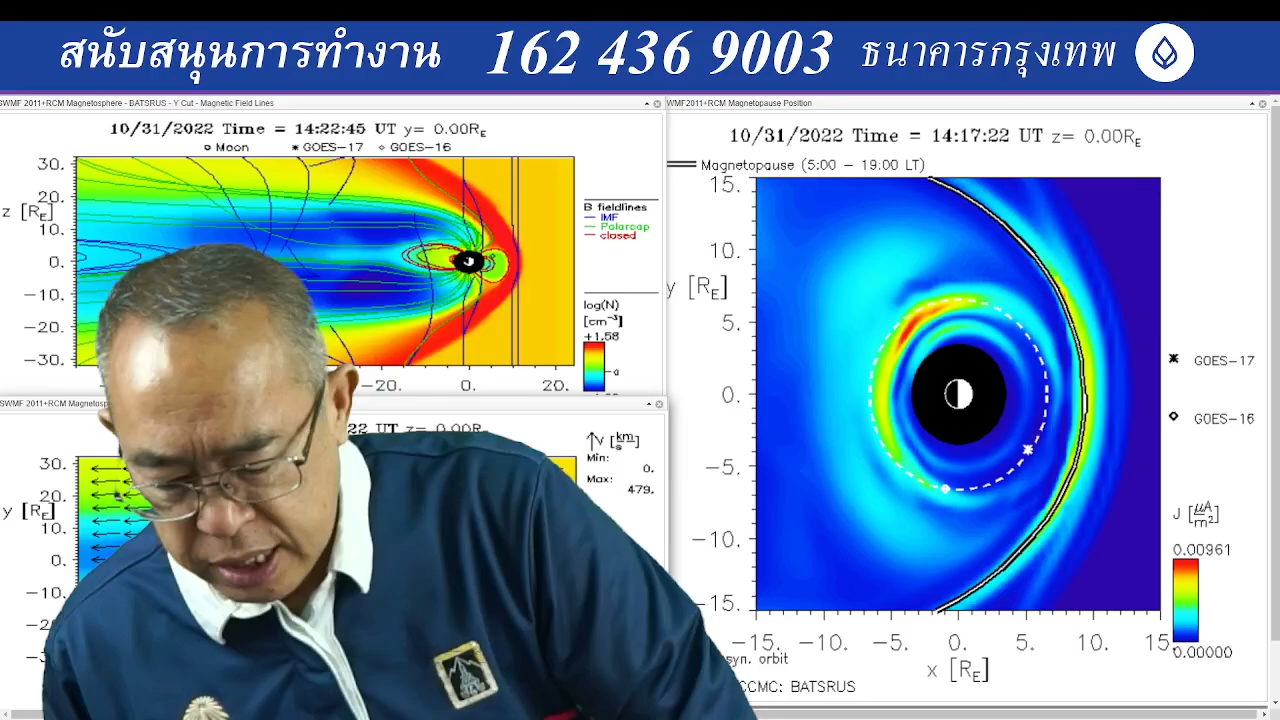 สนับสนุนการทำงาน 162 436 9003 ธนาคารกรุงเทพ
SWMF 2011+RCM Magnetosphere - BATSRUS - Y Cut - Magnetic Field Lines
10/31/2022 Time = 14:22:45 UT y= 0.00RE
Moon GOES-17 GOES-16
30.
20.
z [RE]
10.
0.
-10.
-20.
-30.
-20. 0. 20.
B fieldlines
IMF
Polarcap
closed
log(N)
[cm-3]
+1.58
WMF2011+RCM Magnetopause Position
10/31/2022 Time = 14:17:22 UT z= 0.00RE
Magnetopause (5:00 - 19:00 LT)
15.
10.
y [RE]
5.
0.
-5.
-10.
-15.
-15. -10. -5. 0. 5. 10. 15.
x [RE]
syn. orbit
CCMC: BATSRUS
GOES-17
GOES-16
J [μA/m2]
0.00961
0.00000
SWMF 2011+RCM Magnetosp
22 UT z= 0.00RE
30.
20.
y [RE]
10.
0.
-10.
V [km/s]
Min:
0.
Max:
479.